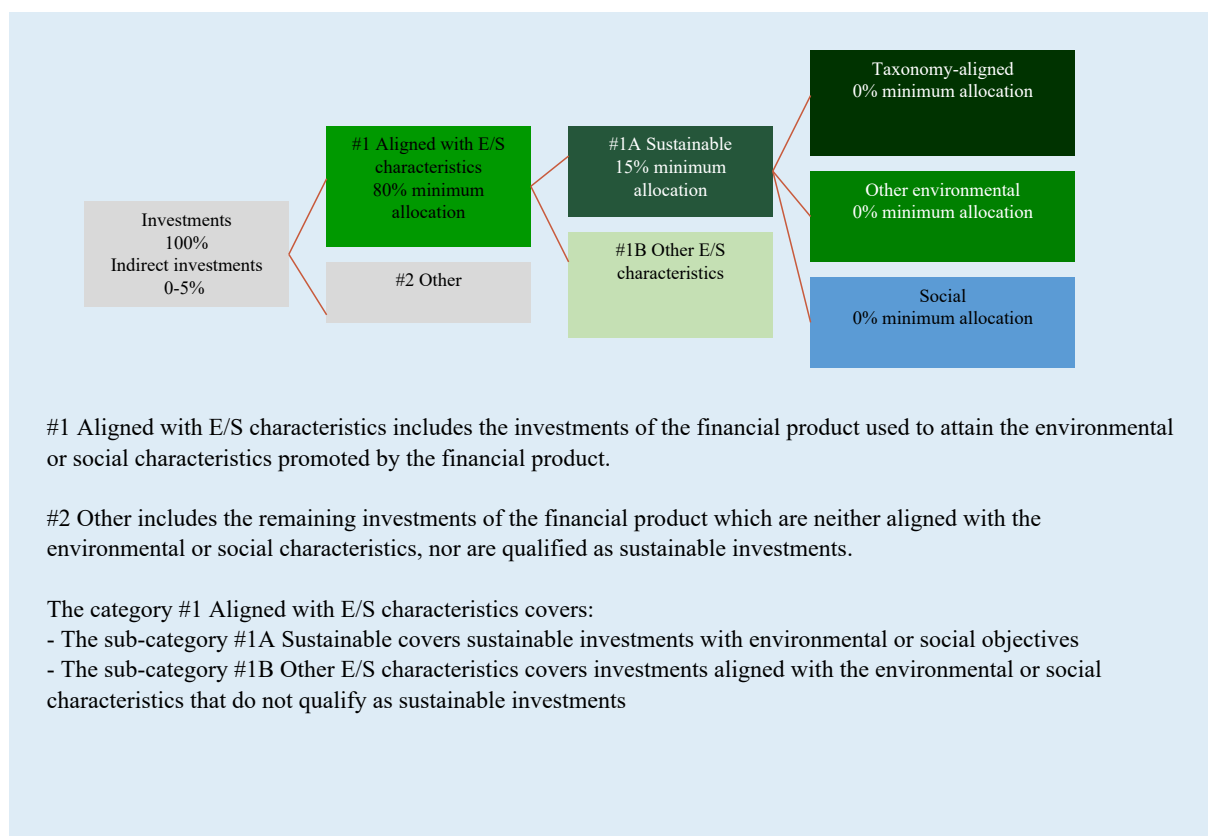 Investments
100%
Indirect investments
0-5%
#1 Aligned with E/S
characteristics
80% minimum
allocation
#2 Other
#1A Sustainable
15% minimum
allocation
#1B Other E/S
characteristics
Taxonomy-aligned
0% minimum allocation
Other environmental
0% minimum allocation
Social
0% minimum allocation
#1 Aligned with E/S characteristics includes the investments of the financial product used to attain the environmental
or social characteristics promoted by the financial product.
#2 Other includes the remaining investments of the financial product which are neither aligned with the
environmental or social characteristics, nor are qualified as sustainable investments.
The category #1 Aligned with E/S characteristics covers:
- The sub-category #1A Sustainable covers sustainable investments with environmental or social objectives
- The sub-category #1B Other E/S characteristics covers investments aligned with the environmental or social
characteristics that do not qualify as sustainable investments